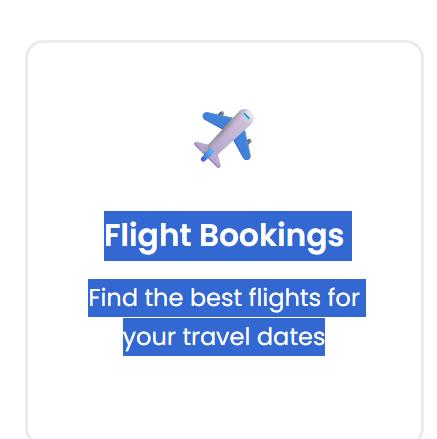 Flight Bookings
Find the best flights for
your travel dates